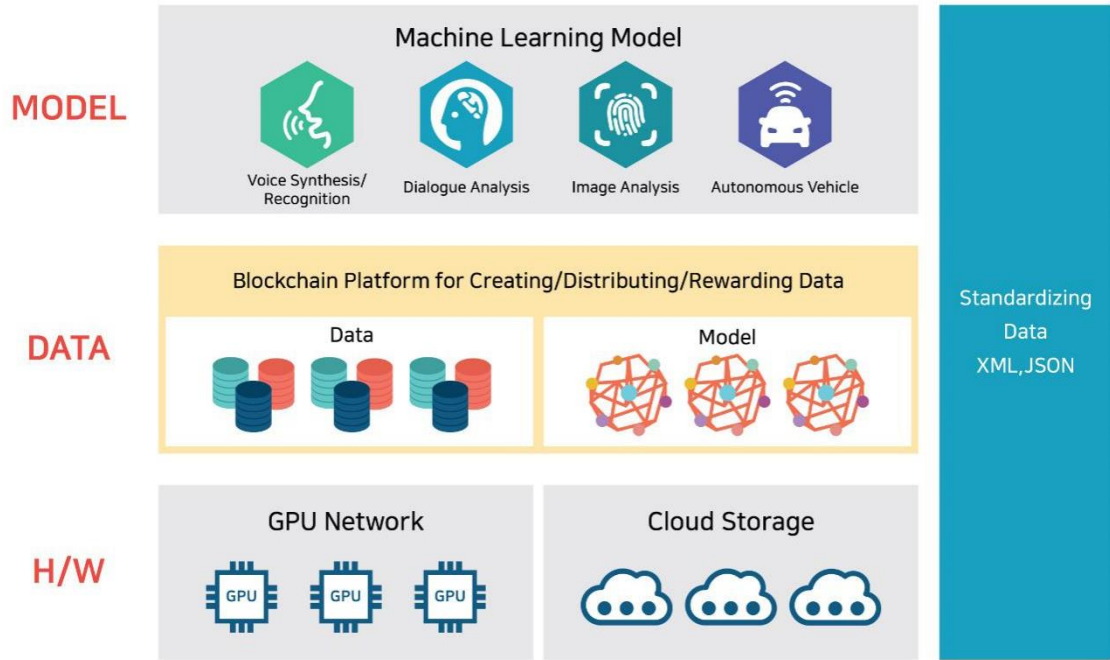 MODEL
Machine Learning Model
Voice Synthesis/
Recognition
Dialogue Analysis
Image Analysis
Autonomous Vehicle
DATA
Blockchain Platform for Creating/Distributing/Rewarding Data
Data
Model
H/W
GPU Network
GPU
GPU
GPU
Cloud Storage
Standardizing
Data
XML,JSON